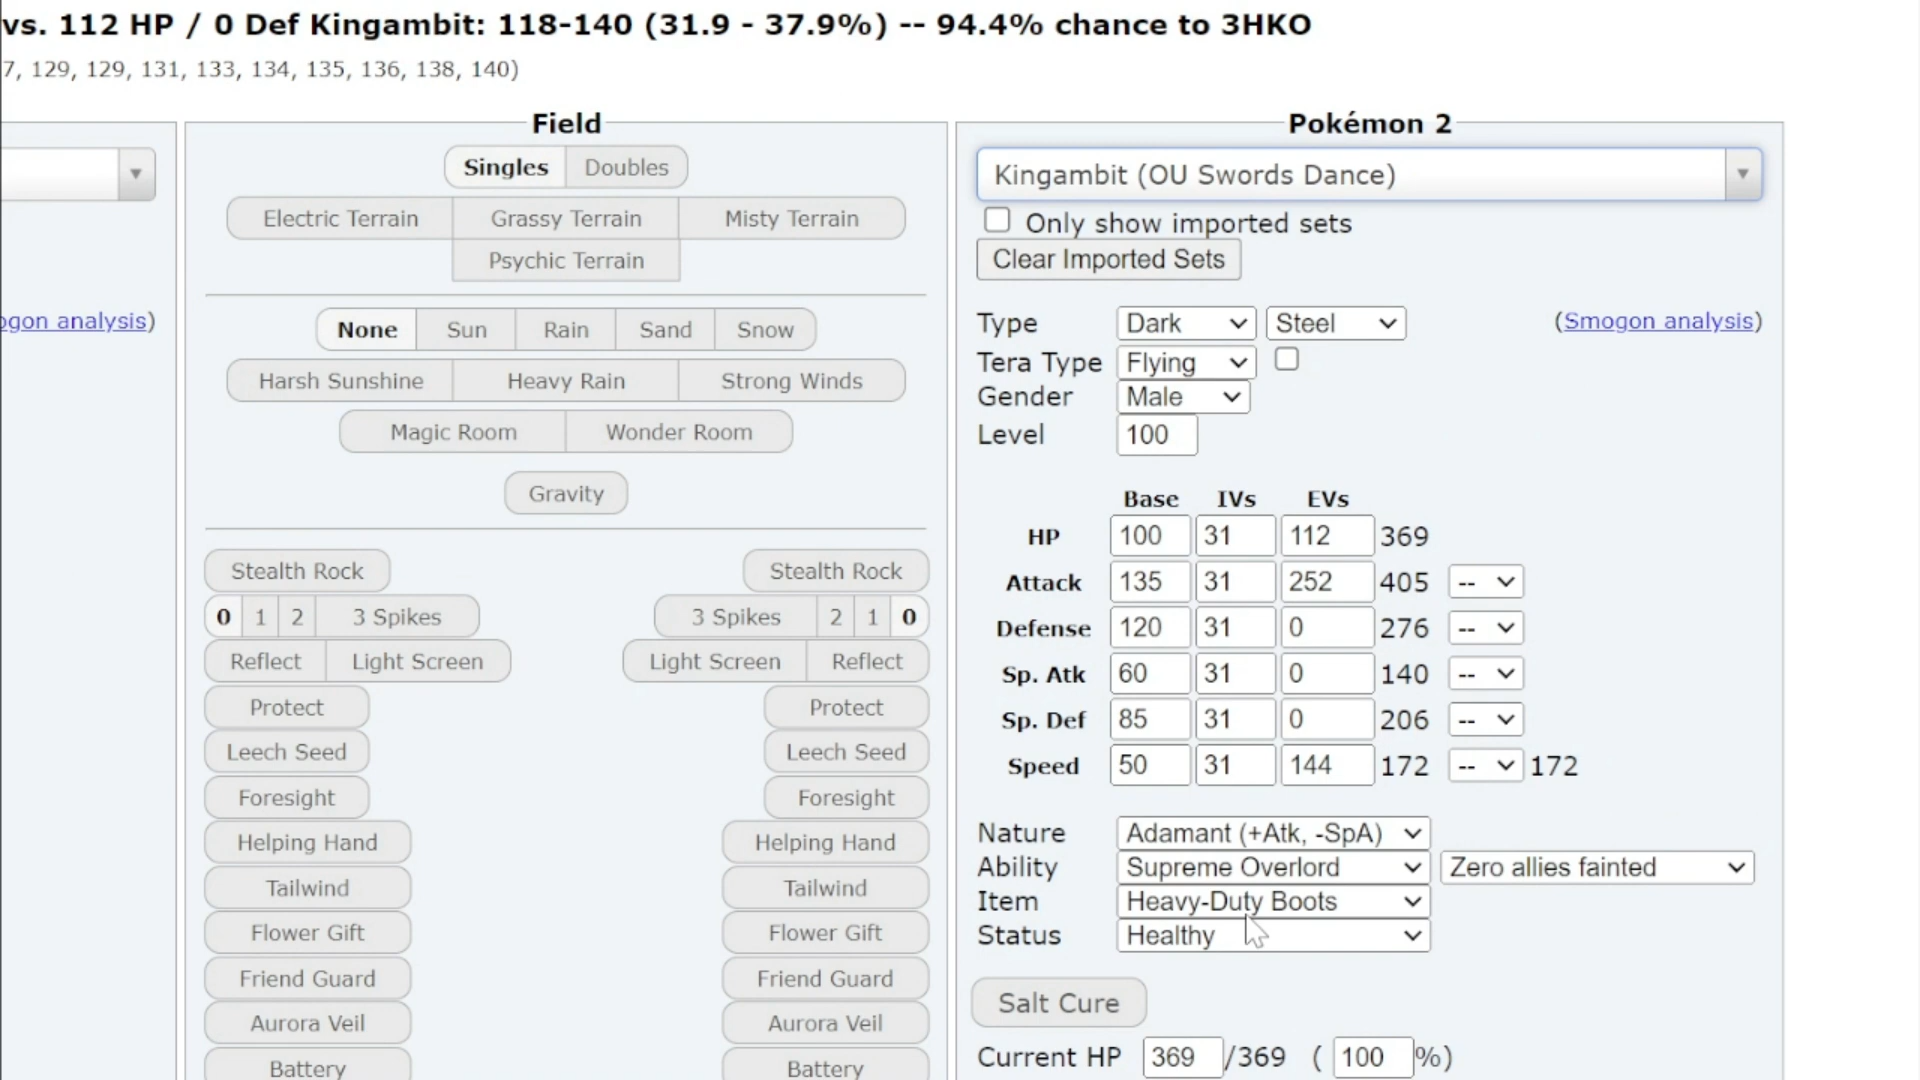 vs. 112 HP / 0 Def Kingambit: 118-140 (31.9 - 37.9%) -- 94.4% chance to 3HKO
7, 129, 129, 131, 133, 134, 135, 136, 138, 140)
Field
Singles Doubles
Electric Terrain Grassy Terrain Misty Terrain
Psychic Terrain
None Sun Rain Sand Snow
Harsh Sunshine Heavy Rain Strong Winds
Magic Room Wonder Room
Gravity
Stealth Rock Stealth Rock
0 1 2 3 Spikes 3 Spikes 2 1 0
Reflect Light Screen Light Screen Reflect
Protect Protect
Leech Seed Leech Seed
Foresight Foresight
Helping Hand Helping Hand
Tailwind Tailwind
Flower Gift Flower Gift
Friend Guard Friend Guard
Aurora Veil Aurora Veil
Battery Battery
ogon analysis)
Pokémon 2
Kingambit (OU Swords Dance)
Only show imported sets
Clear Imported Sets
Type Dark Steel (Smogon analysis)
Tera Type Flying
Gender Male
Level 100
Base IVs EVs
HP 100 31 112 369
Attack 135 31 252 405 --
Defense 120 31 0 276 --
Sp. Atk 60 31 0 140 --
Sp. Def 85 31 0 206 --
Speed 50 31 144 172 -- 172
Nature Adamant (+Atk, -SpA)
Ability Supreme Overlord Zero allies fainted
Item Heavy-Duty Boots
Status Healthy
Salt Cure
Current HP 369 /369 ( 100 %)